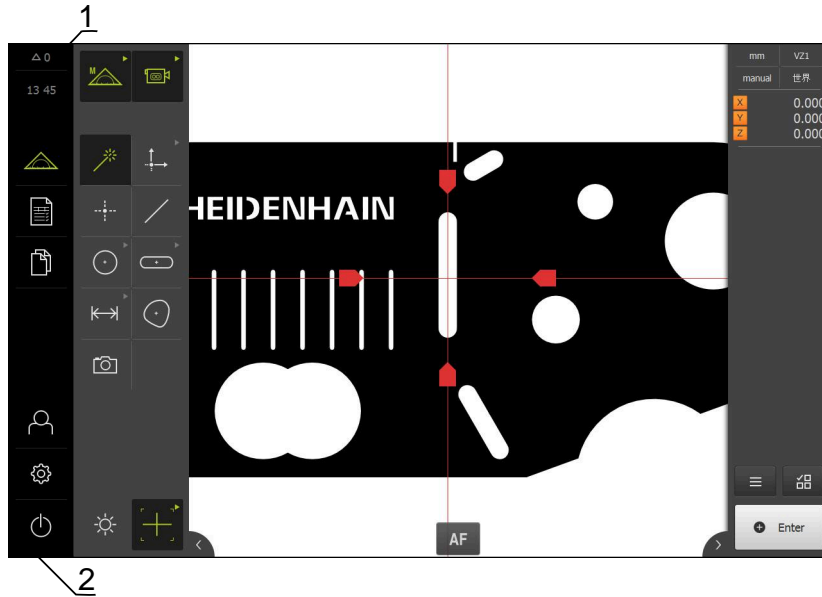 1
0
13 45
M
mm VZ1
manual 世界
X 0.000
Y 0.000
Z 0.000
HEIDENHAIN
AF
Enter
2